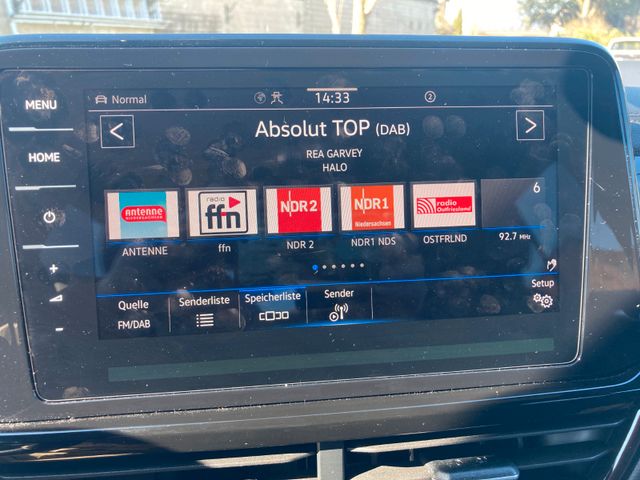 MENU
HOME
Normal
14:33
2
<
Absolut TOP (DAB)
>
REA GARVEY
HALO
antenne
NIEDERSACHSEN
radio
ffn
NDR 2
NDR 1
Niedersachsen
radio
Ostfriesland
6
92.7 MHz
ANTENNE
ffn
NDR 2
NDR1 NDS
OSTFRLND
+
-
Quelle
FM/DAB
Senderliste
Speicherliste
Sender
Setup